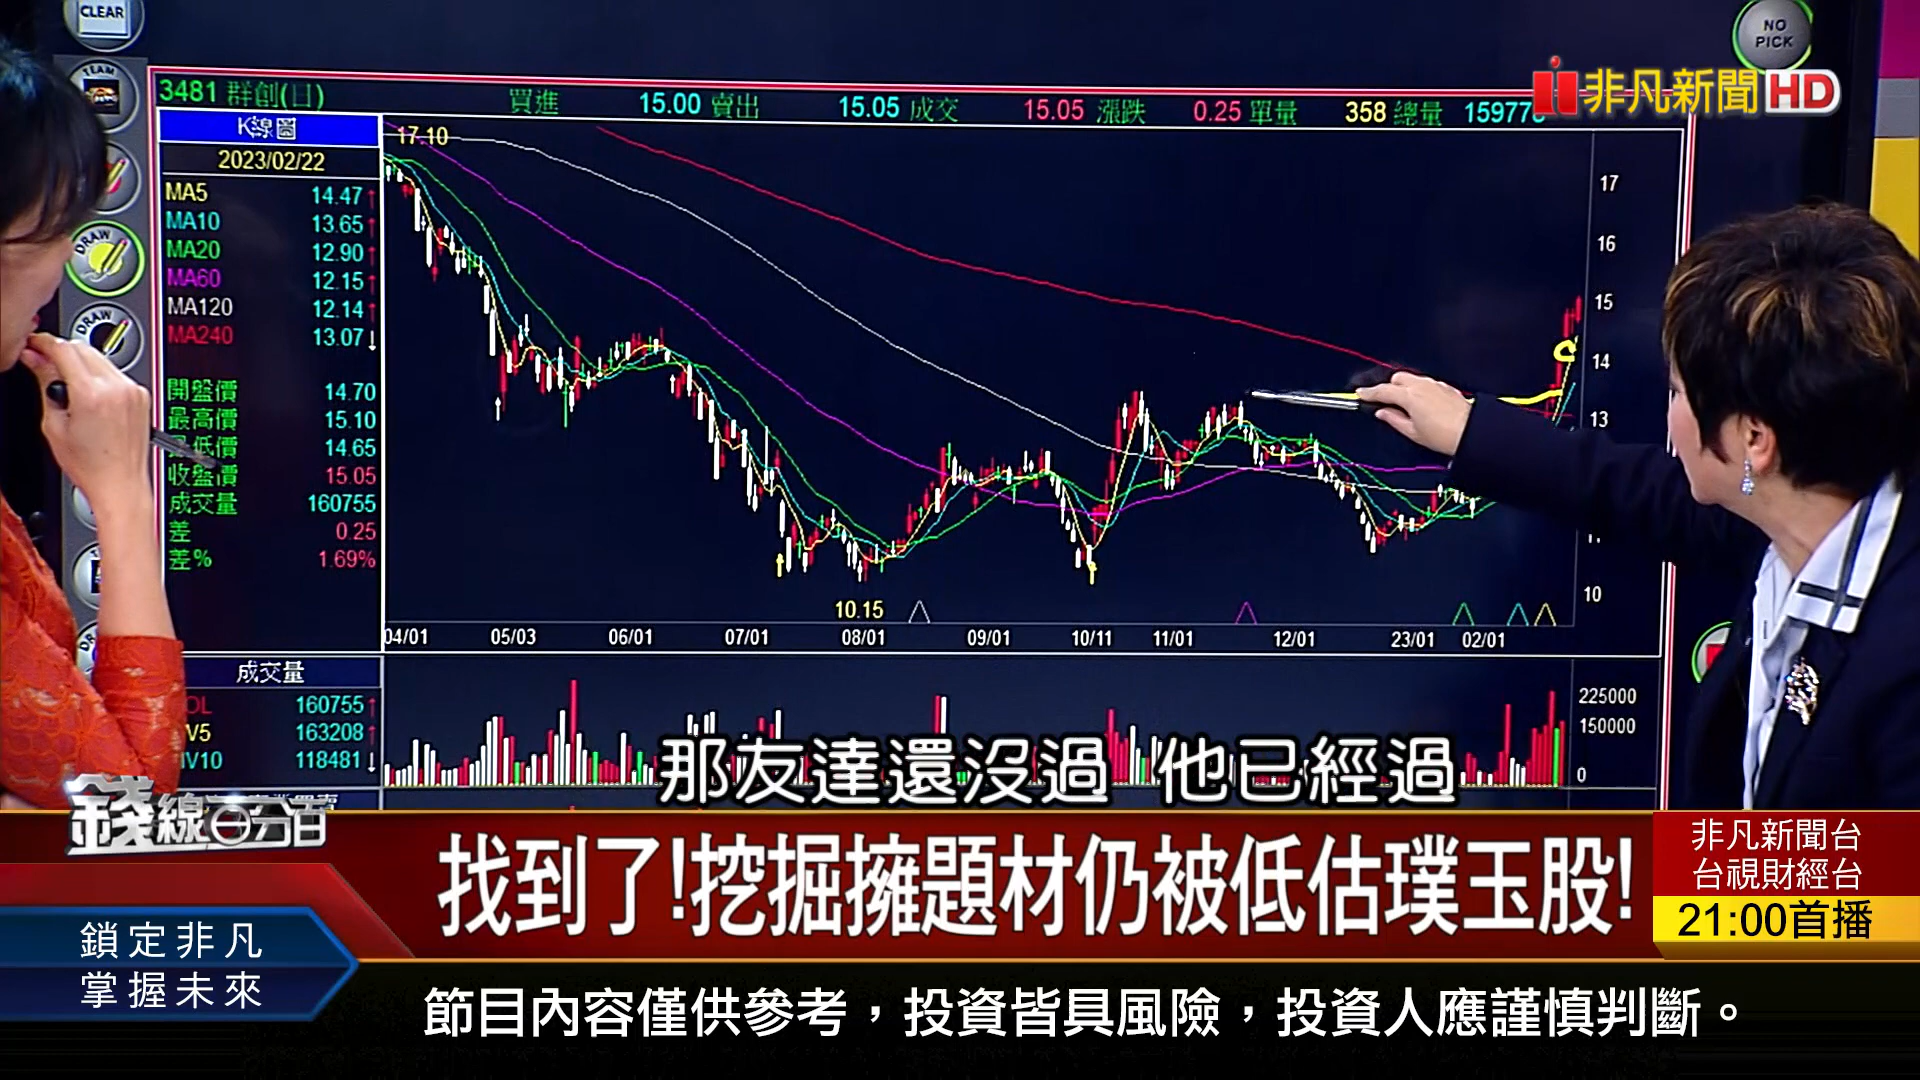 CLEAR
TEAM
NO
PICK
非凡新聞HD
3481 群創(日)
買進 15.00 賣出 15.05 成交 15.05 漲跌 0.25 單量 358 總量
K線圖
2023/02/22
MA5 14.47↑
MA10 13.65↑
MA20 12.90↑
MA60 12.15↑
MA120 12.14↑
MA240 13.07↓
開盤價 14.70
最高價 15.10
最低價 14.65
收盤價 15.05
成交量 160755
差 0.25
差% 1.69%
DRAW
DRAW
17.10
17
16
15
14
13
10
10.15
04/01 05/03 06/01 07/01 08/01 09/01 10/11 11/01 12/01 23/01 02/01
成交量
160755↑
163208↑
118481↓
225000
150000
0
那友達還沒過 他已經過
錢線百分百
找到了!挖掘擁題材仍被低估璞玉股!
非凡新聞台
台視財經台
21:00首播
鎖定非凡
掌握未來
節目內容僅供參考，投資皆具風險，投資人應謹慎判斷。